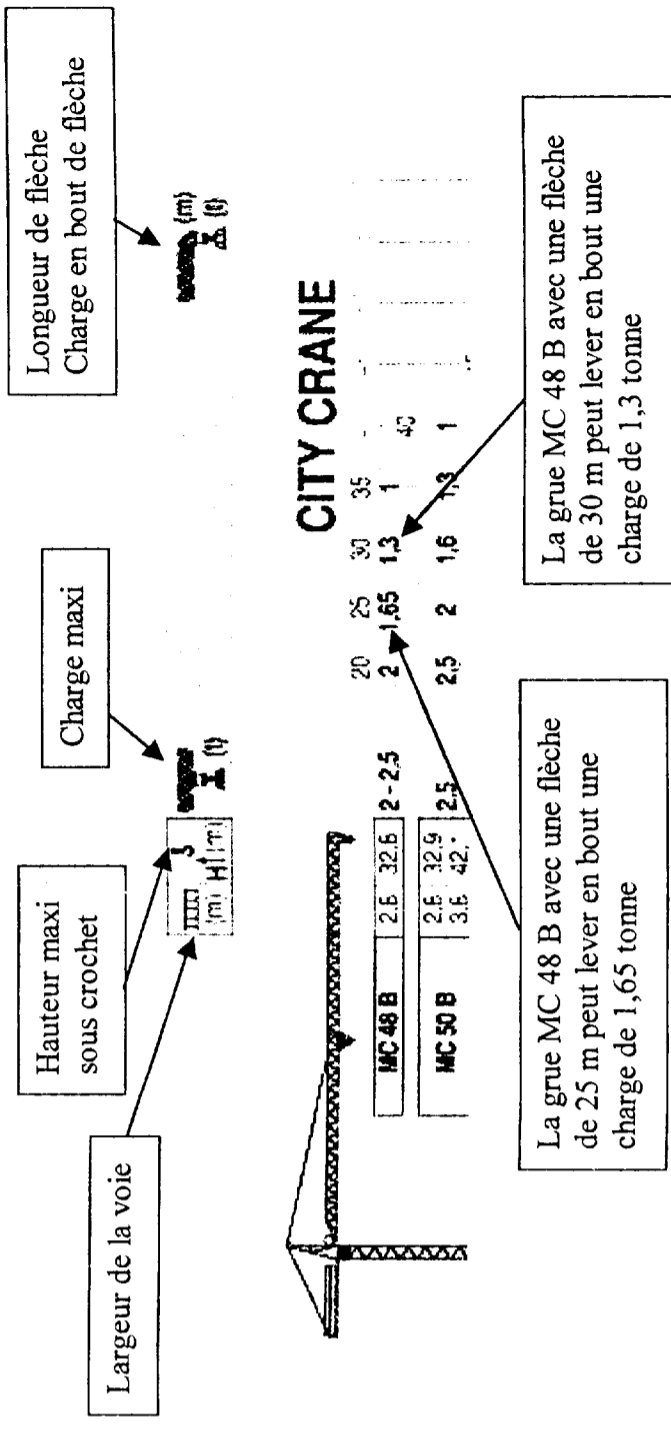 Largeur de la voie
Hauteur maxi
sous crochet
Charge maxi
Longueur de flèche
Charge en bout de flèche
(m) H (m)
(t)
(m)
(t)
CITY CRANE
20 25 30 35
MC 48 B 2.8 32.6 2 - 2,5 2 1,65 1,3 1
40
MC 50 B 2.8 32.9 2,5 2,5 2 1,6 1,3 1
3.8
La grue MC 48 B avec une flèche
de 25 m peut lever en bout une
charge de 1,65 tonne
La grue MC 48 B avec une flèche
de 30 m peut lever en bout une
charge de 1,3 tonne